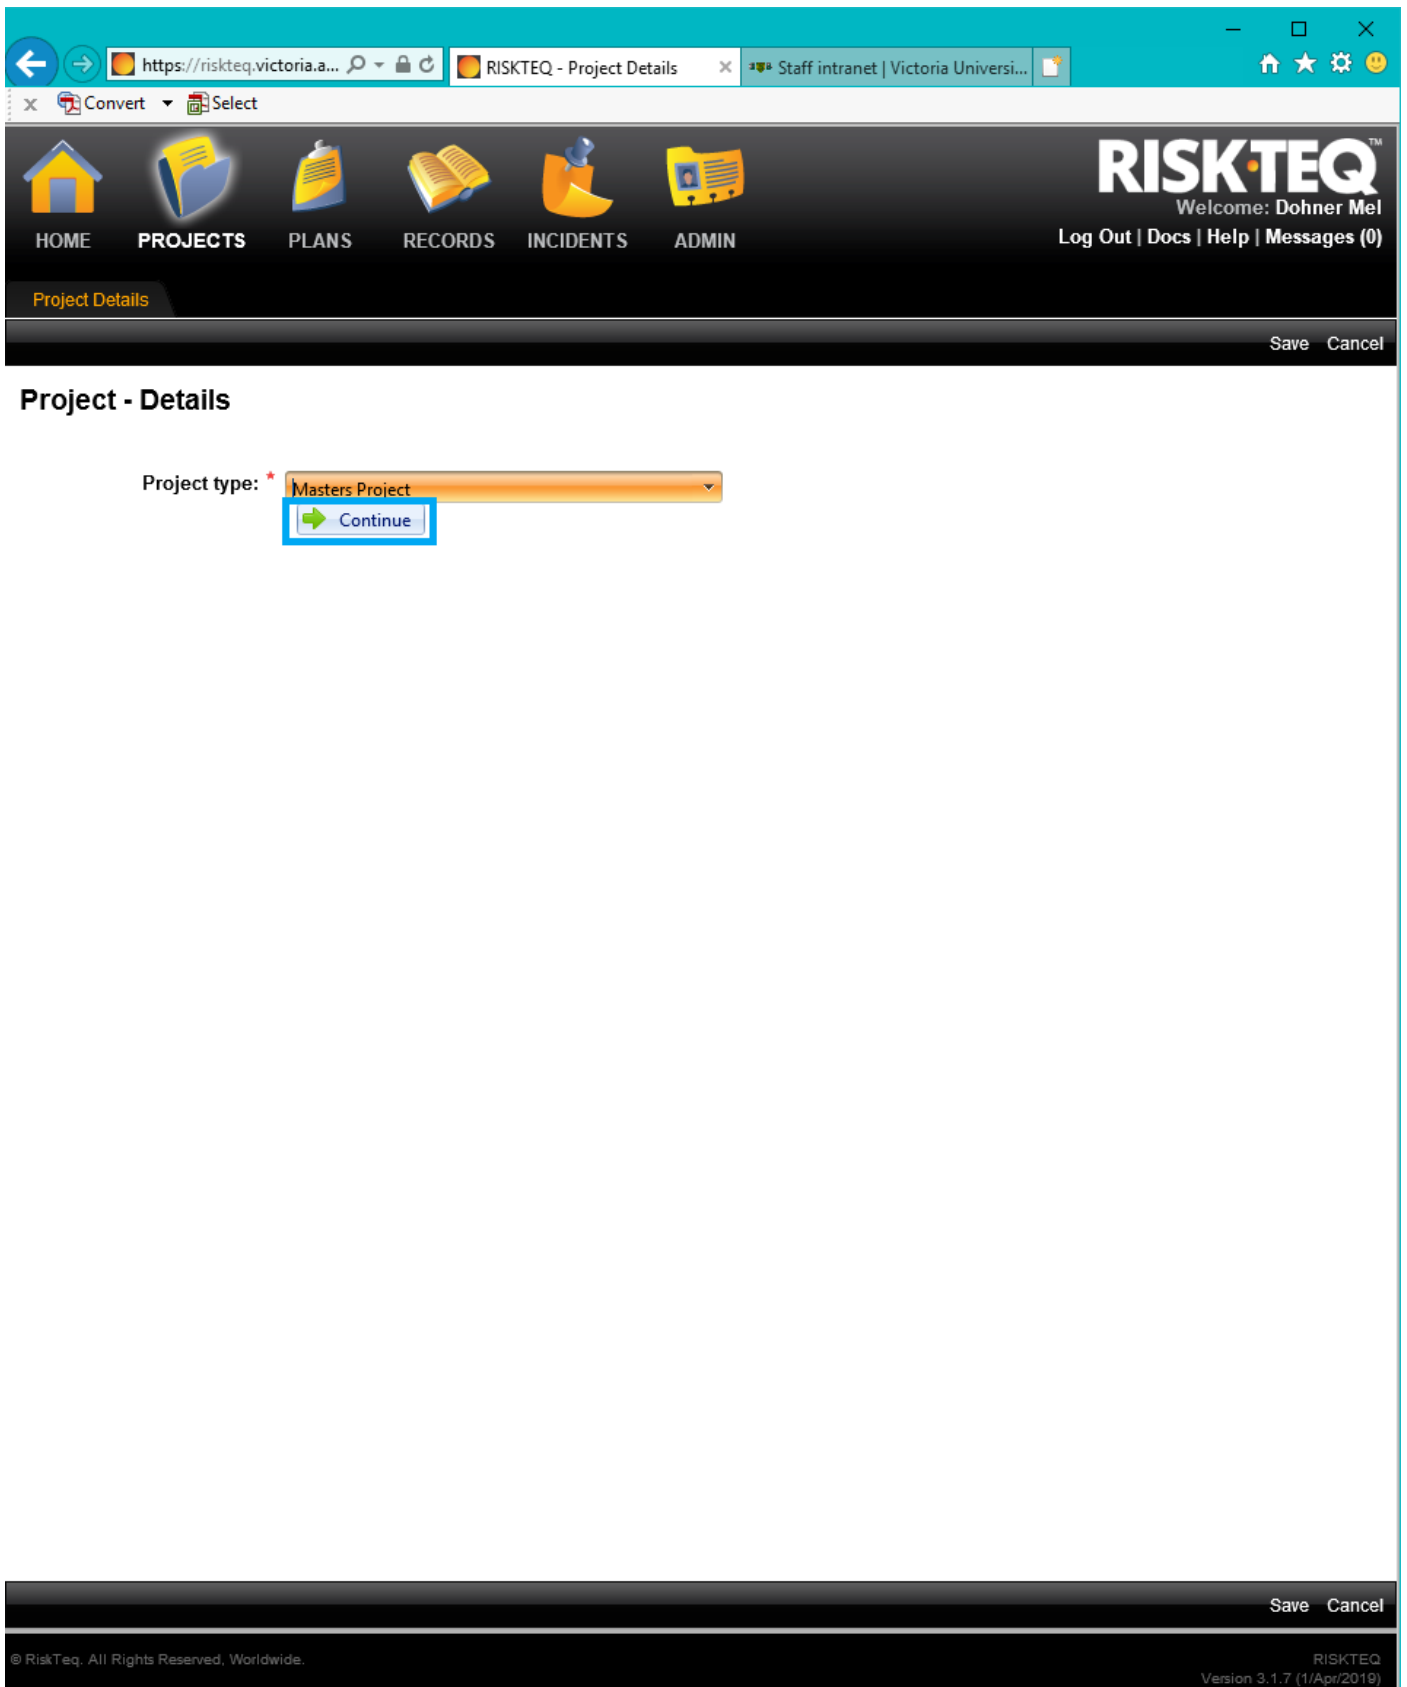 https://riskteq.victoria.a...
RISKTEQ - Project Details
Staff intranet | Victoria Universi...
x Convert Select
RISKTEQ™
Welcome: Dohner Mel
HOME PROJECTS PLANS RECORDS INCIDENTS ADMIN
Log Out | Docs | Help | Messages (0)
Project Details
Save Cancel
Project - Details
Project type: * Masters Project
Continue
Save Cancel
© RiskTeq. All Rights Reserved, Worldwide.
RISKTEQ
Version 3.1.7 (1/Apr/2019)